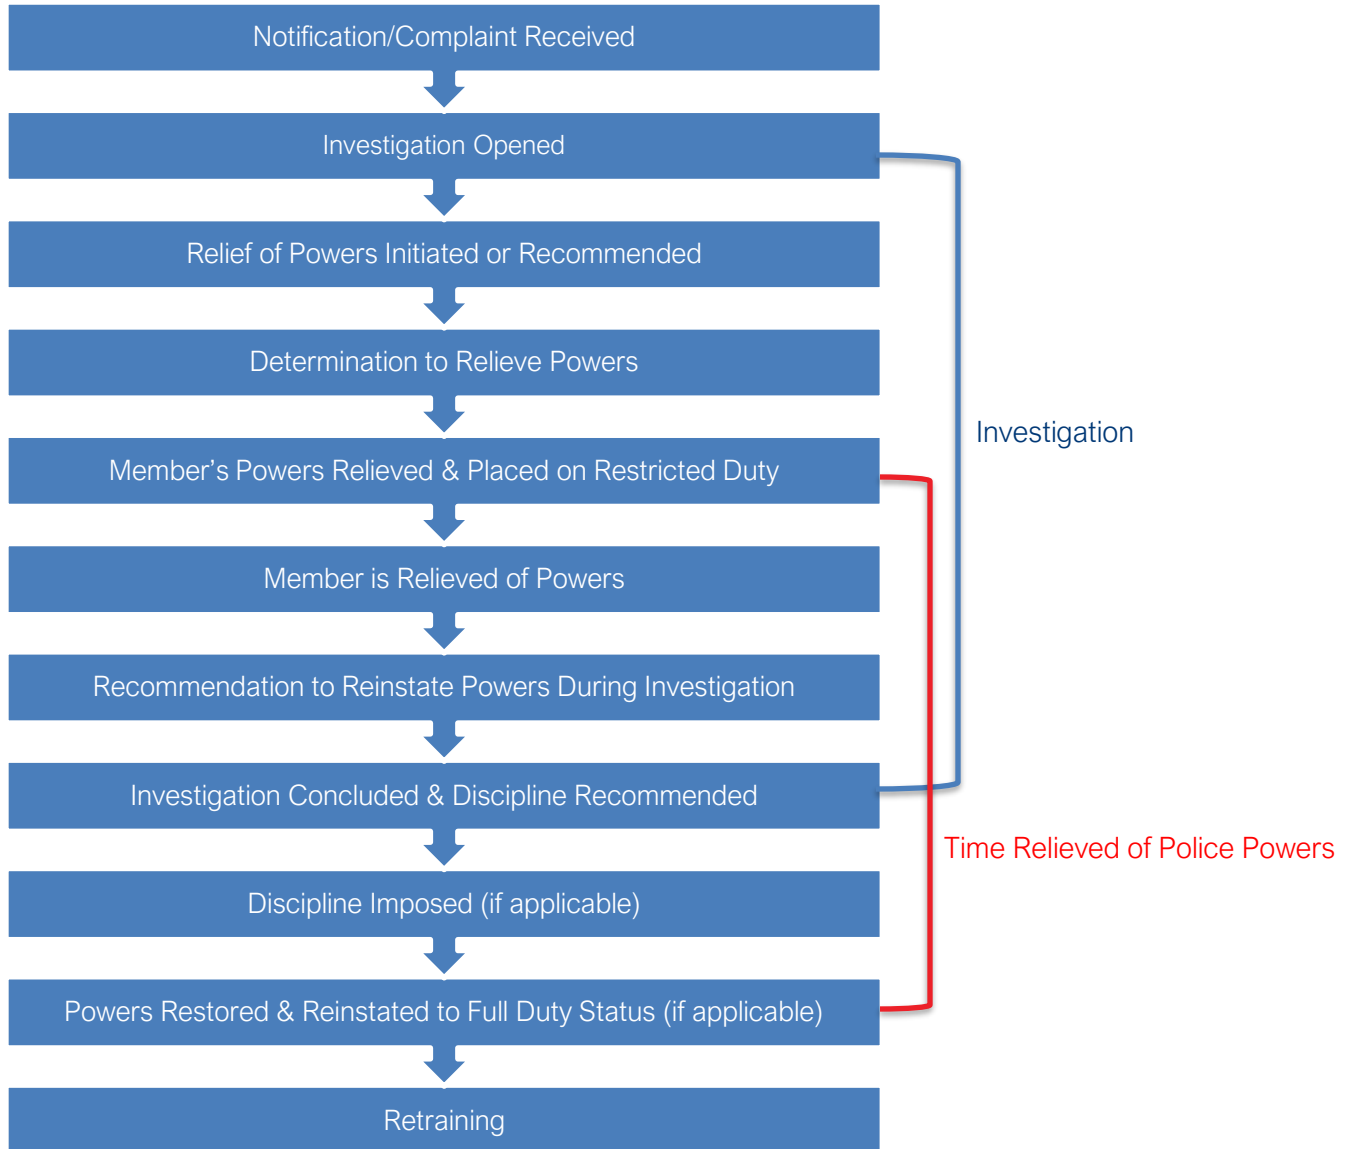 Notification/Complaint Received
Investigation Opened
Relief of Powers Initiated or Recommended
Determination to Relieve Powers
Investigation
Member’s Powers Relieved & Placed on Restricted Duty
Member is Relieved of Powers
Recommendation to Reinstate Powers During Investigation
Investigation Concluded & Discipline Recommended
Time Relieved of Police Powers
Discipline Imposed (if applicable)
Powers Restored & Reinstated to Full Duty Status (if applicable)
Retraining